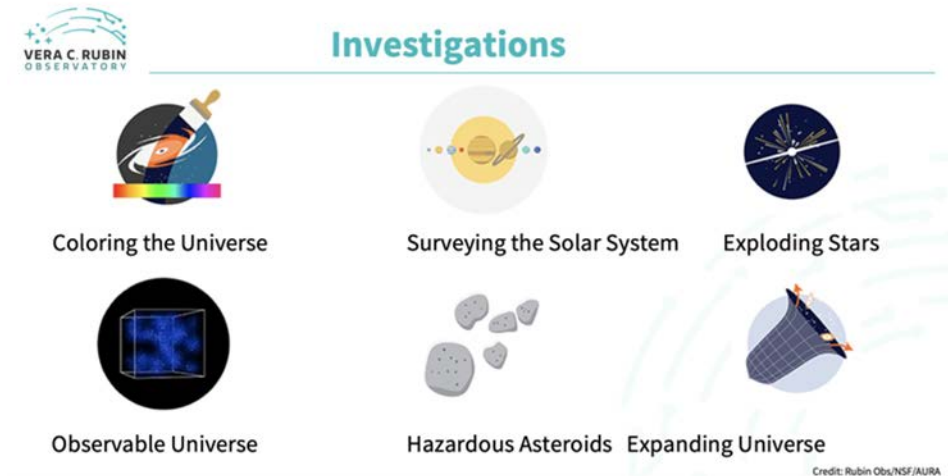 VERA C. RUBIN
OBSERVATORY
Investigations
Coloring the Universe
Surveying the Solar System
Exploding Stars
Observable Universe
Hazardous Asteroids
Expanding Universe
Credit: Rubin Obs/NSF/AURA